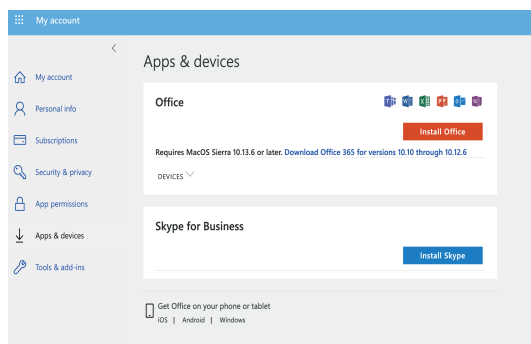 My account
My account
Personal info
Subscriptions
Security & privacy
App permissions
Apps & devices
Tools & add-ins
Apps & devices
Office
Install Office
Requires MacOS Sierra 10.13.6 or later. Download Office 365 for versions 10.10 through 10.12.6
DEVICES
Skype for Business
Install Skype
Get Office on your phone or tablet
iOS | Android | Windows